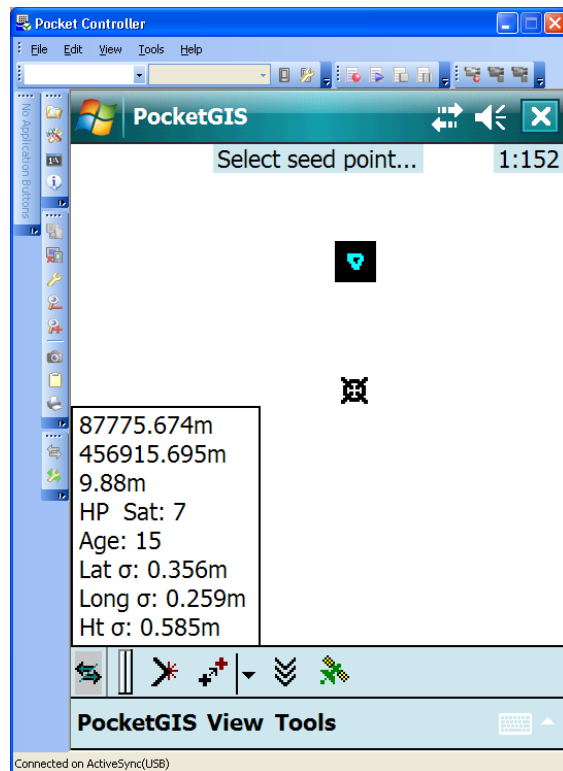 Pocket Controller
File Edit View Tools Help
No Application Buttons
PocketGIS
Select seed point... 1:152
87775.674m
456915.695m
9.88m
HP Sat: 7
Age: 15
Lat σ: 0.356m
Long σ: 0.259m
Ht σ: 0.585m
PocketGIS View Tools
Connected on ActiveSync(USB)